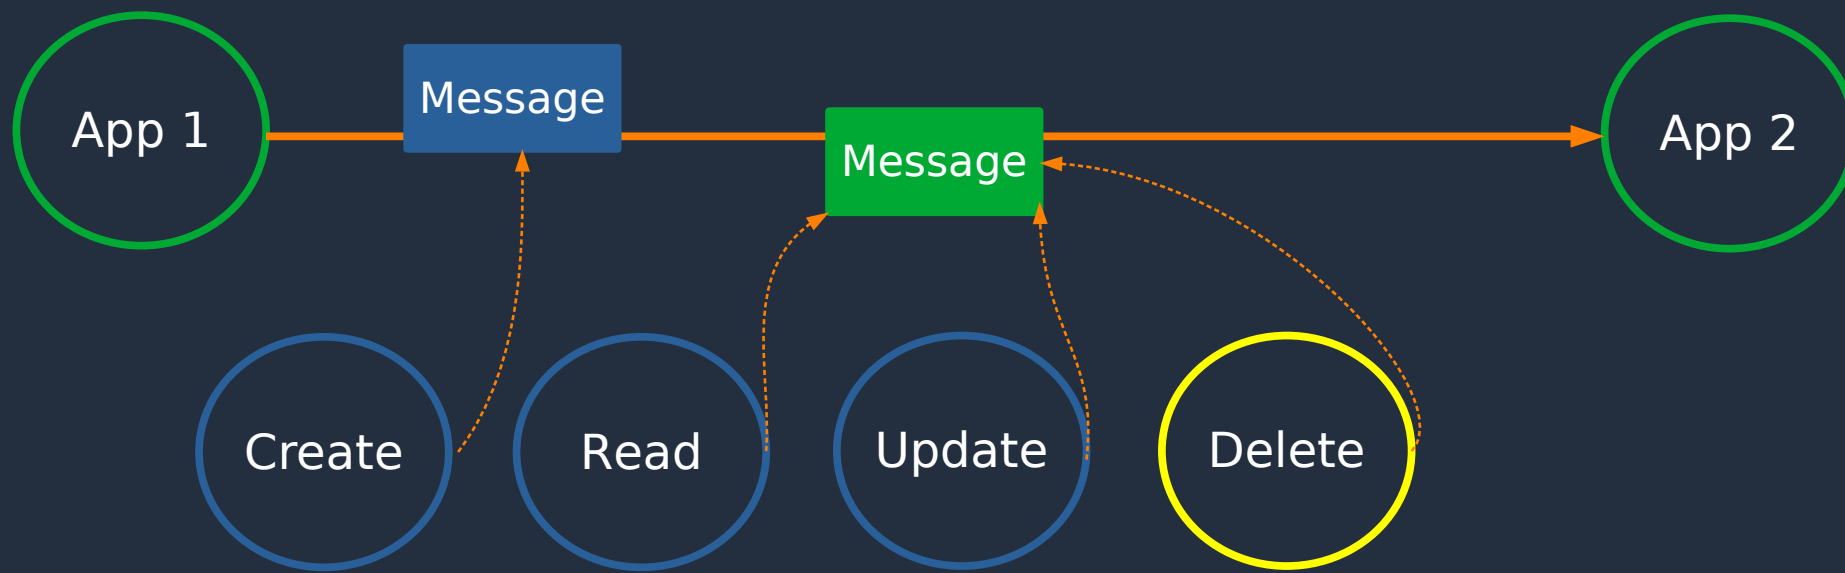 App 1
Message
Message
App 2
Create
Read
Update
Delete